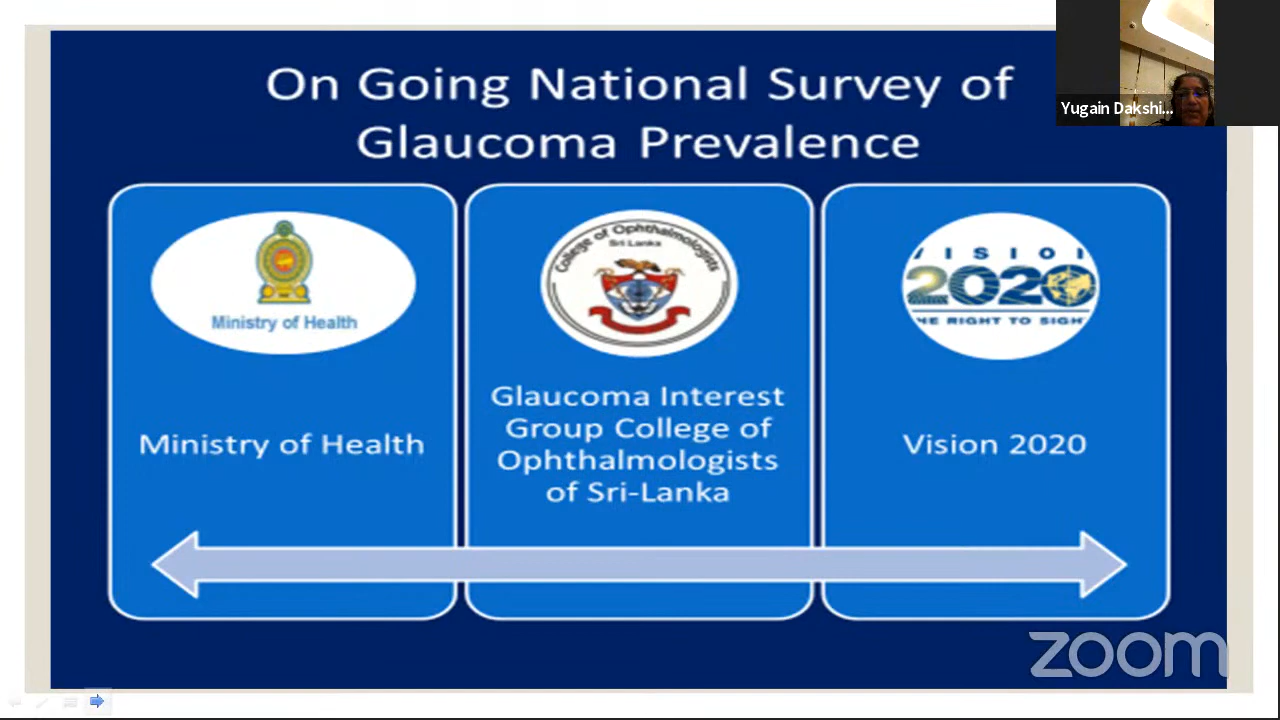 On Going National Survey of
Glaucoma Prevalence
Yugain Dakshi...
Ministry of Health
College of Ophthalmologists
Sri Lanka
VISION
2020
THE RIGHT TO SIGHT
Ministry of Health
Glaucoma Interest
Group College of
Ophthalmologists
of Sri-Lanka
Vision 2020
zoom